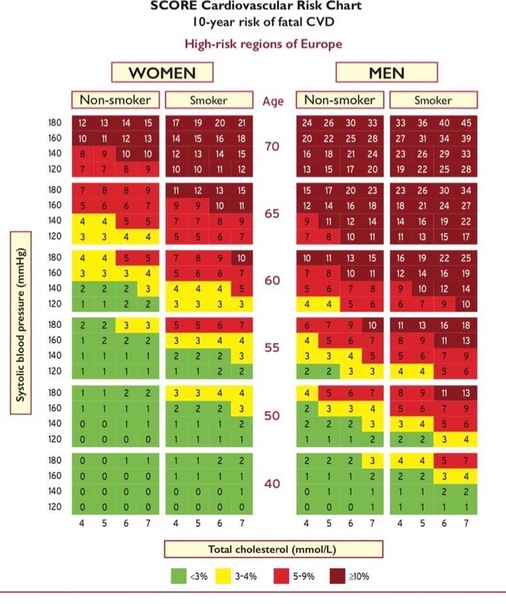 SCORE Cardiovascular Risk Chart
10-year risk of fatal CVD
High-risk regions of Europe
WOMEN MEN
Non-smoker Smoker Age Non-smoker Smoker
180 12 13 14 15 17 19 20 21 24 26 30 33 33 36 40 45
160 10 11 12 13 14 15 16 18 20 22 25 28 27 31 34 39
70
140 8 9 10 10 12 13 14 15 16 18 21 24 23 26 29 33
120 7 7 8 9 10 10 11 12 13 15 17 20 19 22 25 28
180 7 8 8 9 11 12 13 15 15 17 20 23 23 26 30 34
160 5 6 6 7 9 9 10 11 12 14 16 18 18 21 24 27
65
140 4 4 5 5 7 7 8 9 9 11 12 14 14 16 19 22
120 3 3 4 4 5 5 6 7 7 8 10 11 11 13 15 17
180 4 4 5 5 7 8 9 10 10 11 13 15 16 19 22 25
160 3 3 3 4 5 6 6 7 7 8 10 11 12 14 16 19
60
140 2 2 2 3 4 4 4 5 5 6 7 8 9 10 12 14
120 1 1 2 2 3 3 3 3 4 4 5 6 6 7 9 10
180 2 2 3 3 5 5 6 7 6 7 9 10 11 13 16 18
160 1 2 2 2 3 3 4 4 4 5 6 7 8 9 11 13
55
140 1 1 1 1 2 2 2 3 3 3 4 5 5 6 7 9
120 1 1 1 1 1 1 1 2 2 2 3 3 4 4 5 6
180 1 1 2 2 3 3 4 4 4 5 6 7 8 9 11 13
160 1 1 1 1 2 2 2 3 2 3 3 4 5 6 7 9
50
140 0 0 1 1 1 1 1 2 2 2 2 3 3 4 5 6
120 0 0 0 0 1 1 1 1 1 1 2 2 2 3 3 4
180 0 0 1 1 1 1 2 2 2 2 2 3 4 4 5 7
160 0 0 0 0 1 1 1 1 1 1 2 2 2 3 3 4
40
140 0 0 0 0 0 0 0 1 0 1 1 1 1 2 2 2
120 0 0 0 0 0 0 0 0 0 0 1 1 1 1 1 2
4 5 6 7 4 5 6 7 4 5 6 7 4 5 6 7
Systolic blood pressure (mmHg)
Total cholesterol (mmol/L)
<3% 3-4% 5-9% ≥10%